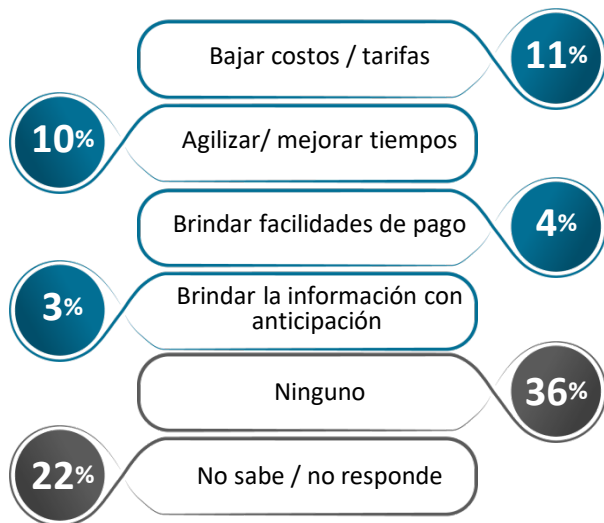 Bajar costos / tarifas
11%
10%
Agilizar/ mejorar tiempos
Brindar facilidades de pago
4%
3%
Brindar la información con
anticipación
Ninguno
36%
22%
No sabe / no responde